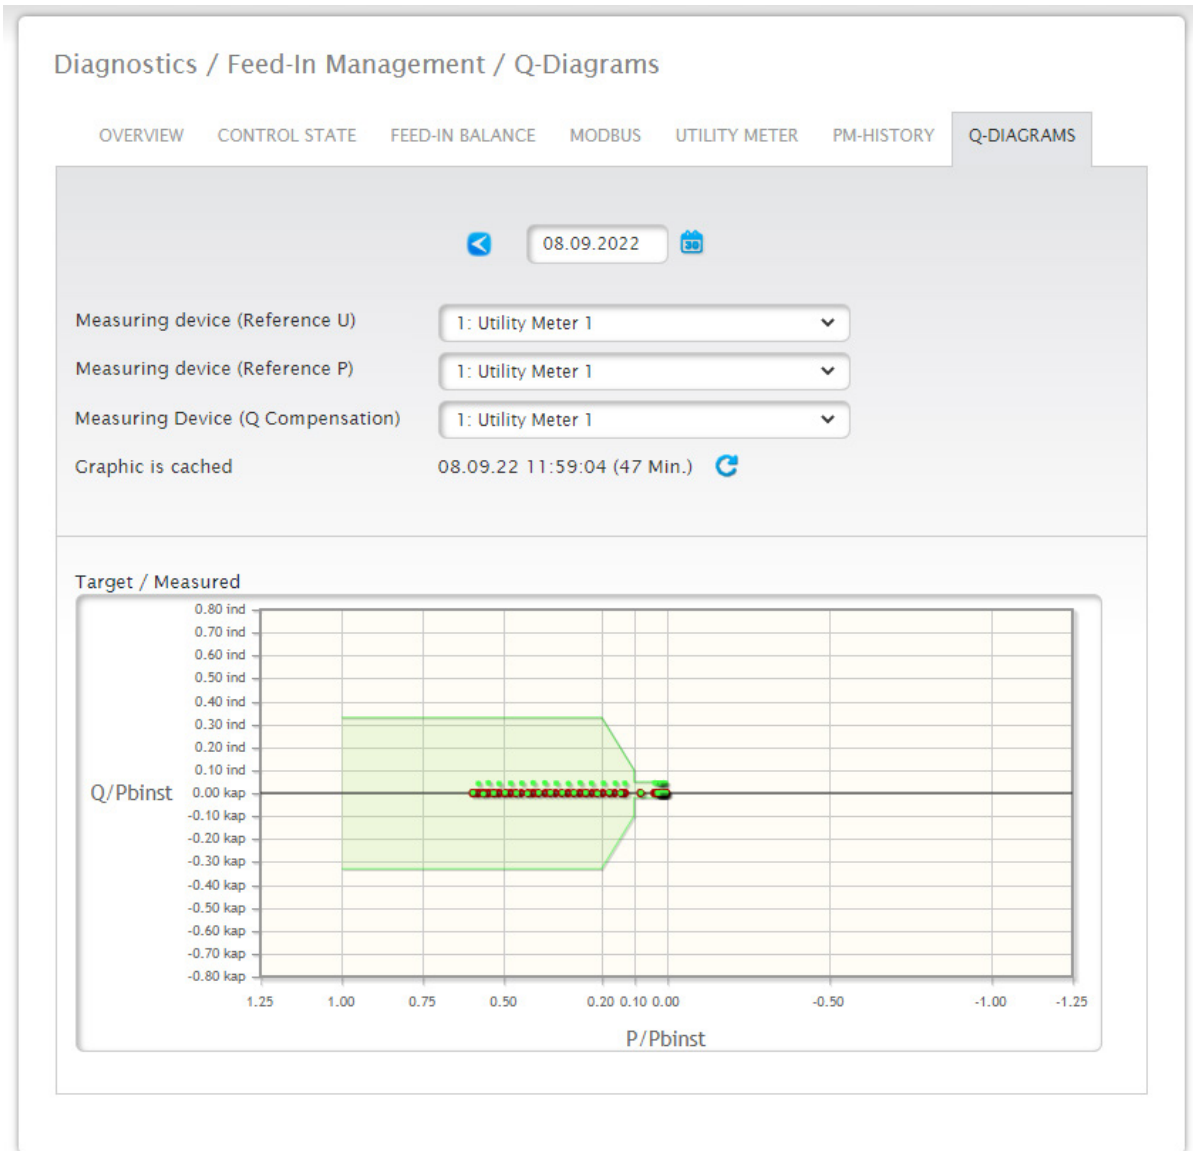 Diagnostics / Feed-In Management / Q-Diagrams
OVERVIEW CONTROL STATE FEED-IN BALANCE MODBUS UTILITY METER PM-HISTORY Q-DIAGRAMS
08.09.2022 30
Measuring device (Reference U) 1: Utility Meter 1
Measuring device (Reference P) 1: Utility Meter 1
Measuring Device (Q Compensation) 1: Utility Meter 1
Graphic is cached 08.09.22 11:59:04 (47 Min.)
Target / Measured
0.80 ind
0.70 ind
0.60 ind
0.50 ind
0.40 ind
0.30 ind
0.20 ind
0.10 ind
Q/Pbinst 0.00 kap
-0.10 kap
-0.20 kap
-0.30 kap
-0.40 kap
-0.50 kap
-0.60 kap
-0.70 kap
-0.80 kap
1.25 1.00 0.75 0.50 0.20 0.10 0.00 -0.50 -1.00 -1.25
P/Pbinst